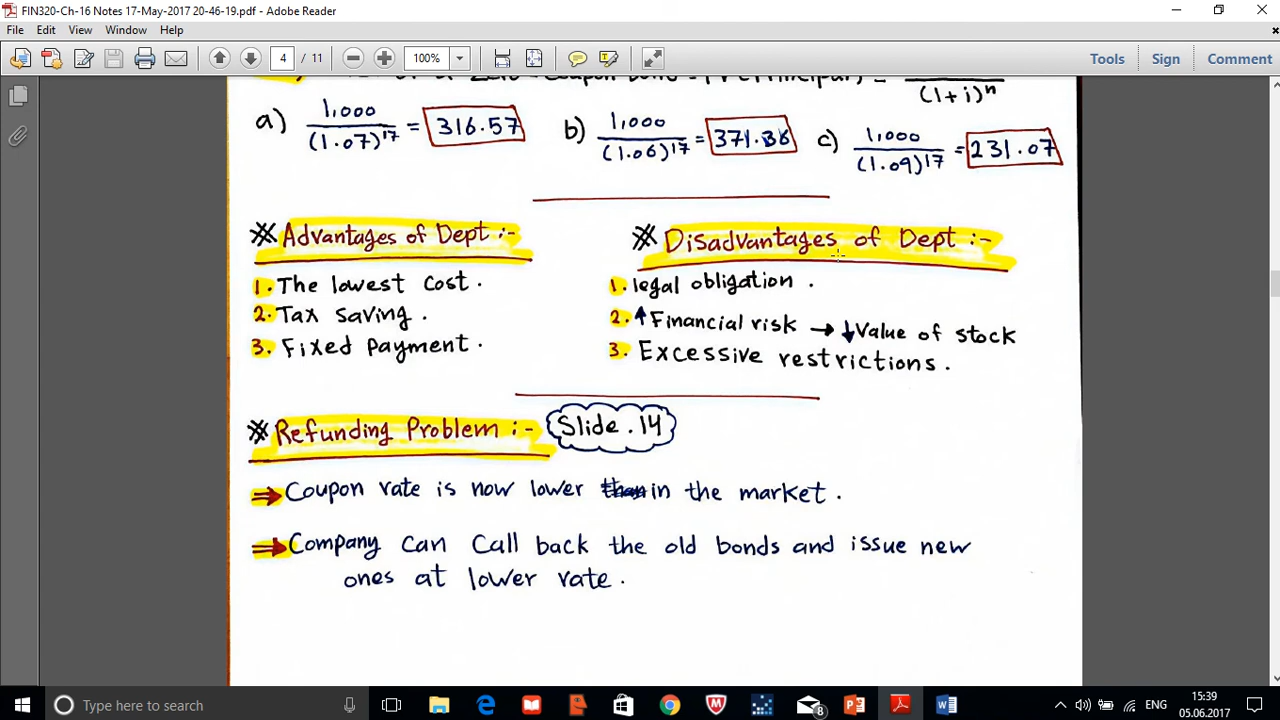 FIN320-Ch-16 Notes 17-May-2017 20-46-19.pdf - Adobe Reader
File Edit View Window Help
4 / 11 100% Tools Sign Comment
(1+i)ⁿ
a) 1,000 / (1.07)¹⁷ = 316.57 b) 1,000 / (1.06)¹⁷ = 371.36 c) 1,000 / (1.09)¹⁷ = 231.07
Advantages of Dept :-
1. The lowest cost.
2. Tax saving.
3. Fixed payment.
Disadvantages of Dept :-
1. legal obligation.
2. ↑Financial risk → ↓Value of stock
3. Excessive restrictions.
Refunding Problem :- Slide.14
⇒ Coupon rate is now lower in the market.
⇒ Company can call back the old bonds and issue new
ones at lower rate.
Type here to search
8
ENG
15:39
05.06.2017